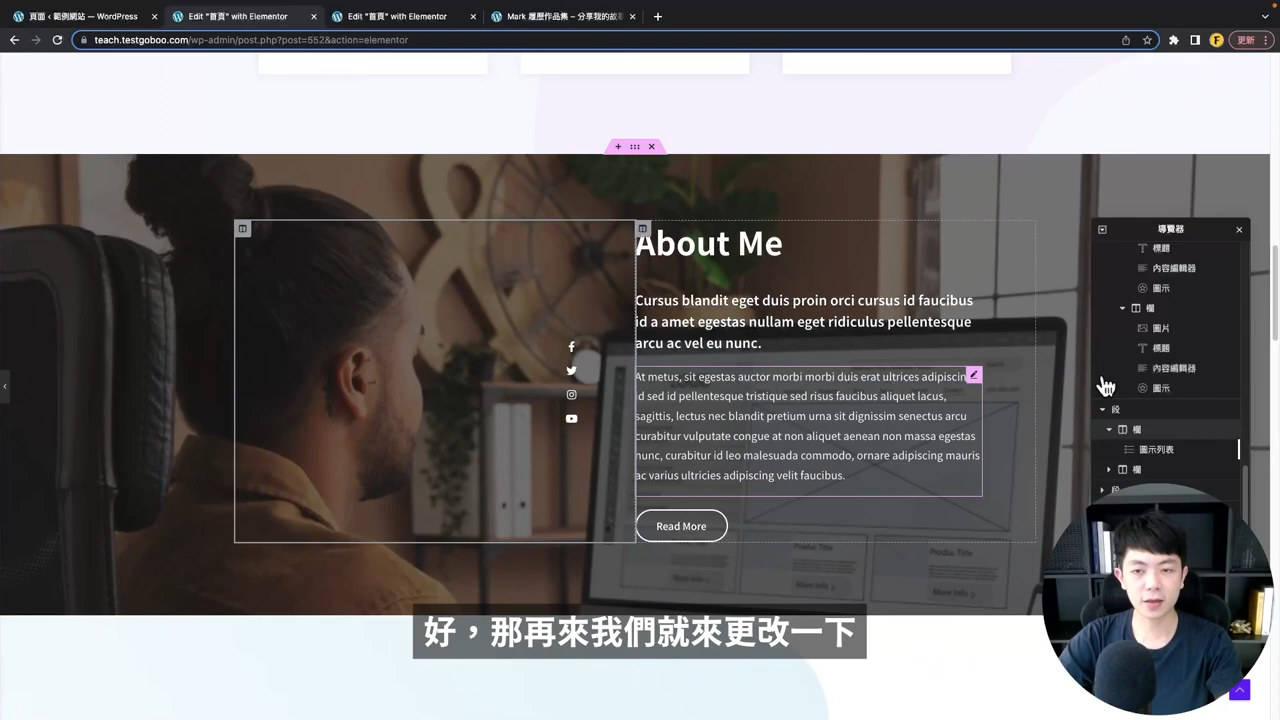 頁面 ‹ 範例網站 — WordPress
Edit "首頁" with Elementor
Edit "首頁" with Elementor
Mark 履歷作品集 – 分享我的故
teach.testgoboo.com/wp-admin/post.php?post=552&action=elementor
更新
About Me
Cursus blandit eget duis proin orci cursus id faucibus
id a amet egestas nullam eget ridiculus pellentesque
arcu ac vel eu nunc.
At metus, sit egestas auctor morbi morbi duis erat ultrices adipiscin
id sed id pellentesque tristique sed risus faucibus aliquet lacus,
sagittis, lectus nec blandit pretium urna sit dignissim senectus arcu
curabitur vulputate congue at non aliquet aenean non massa egestas
nunc, curabitur id leo malesuada commodo, ornare adipiscing mauris
ac varius ultricies adipiscing velit faucibus.
Read More
導覽器
標題
內容編輯器
圖示
欄
圖片
標題
內容編輯器
圖示
段
欄
圖示列表
欄
Produs Title
Produs Title
More Info
More Info
好，那再來我們就來更改一下